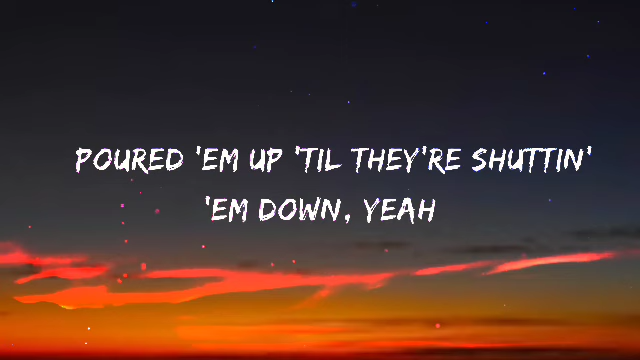 POURED 'EM UP 'TIL THEY'RE SHUTTIN'
'EM DOWN, YEAH